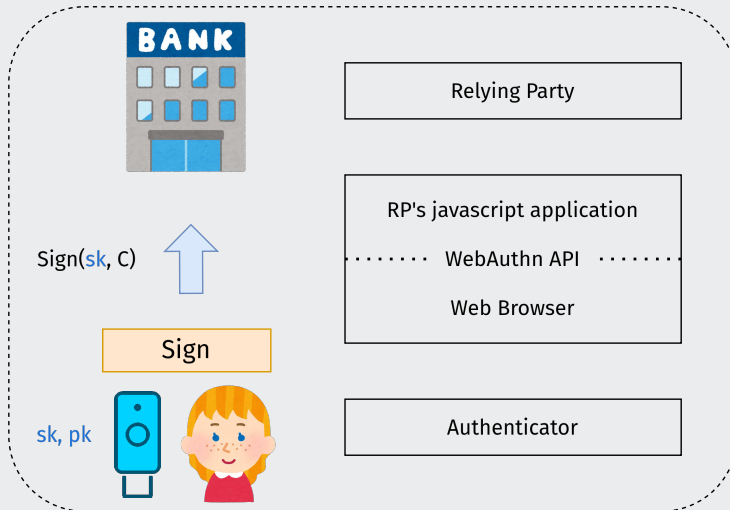 BANK
Relying Party
RP's javascript application
Sign(sk, C)
WebAuthn API
Web Browser
Sign
sk, pk
Authenticator